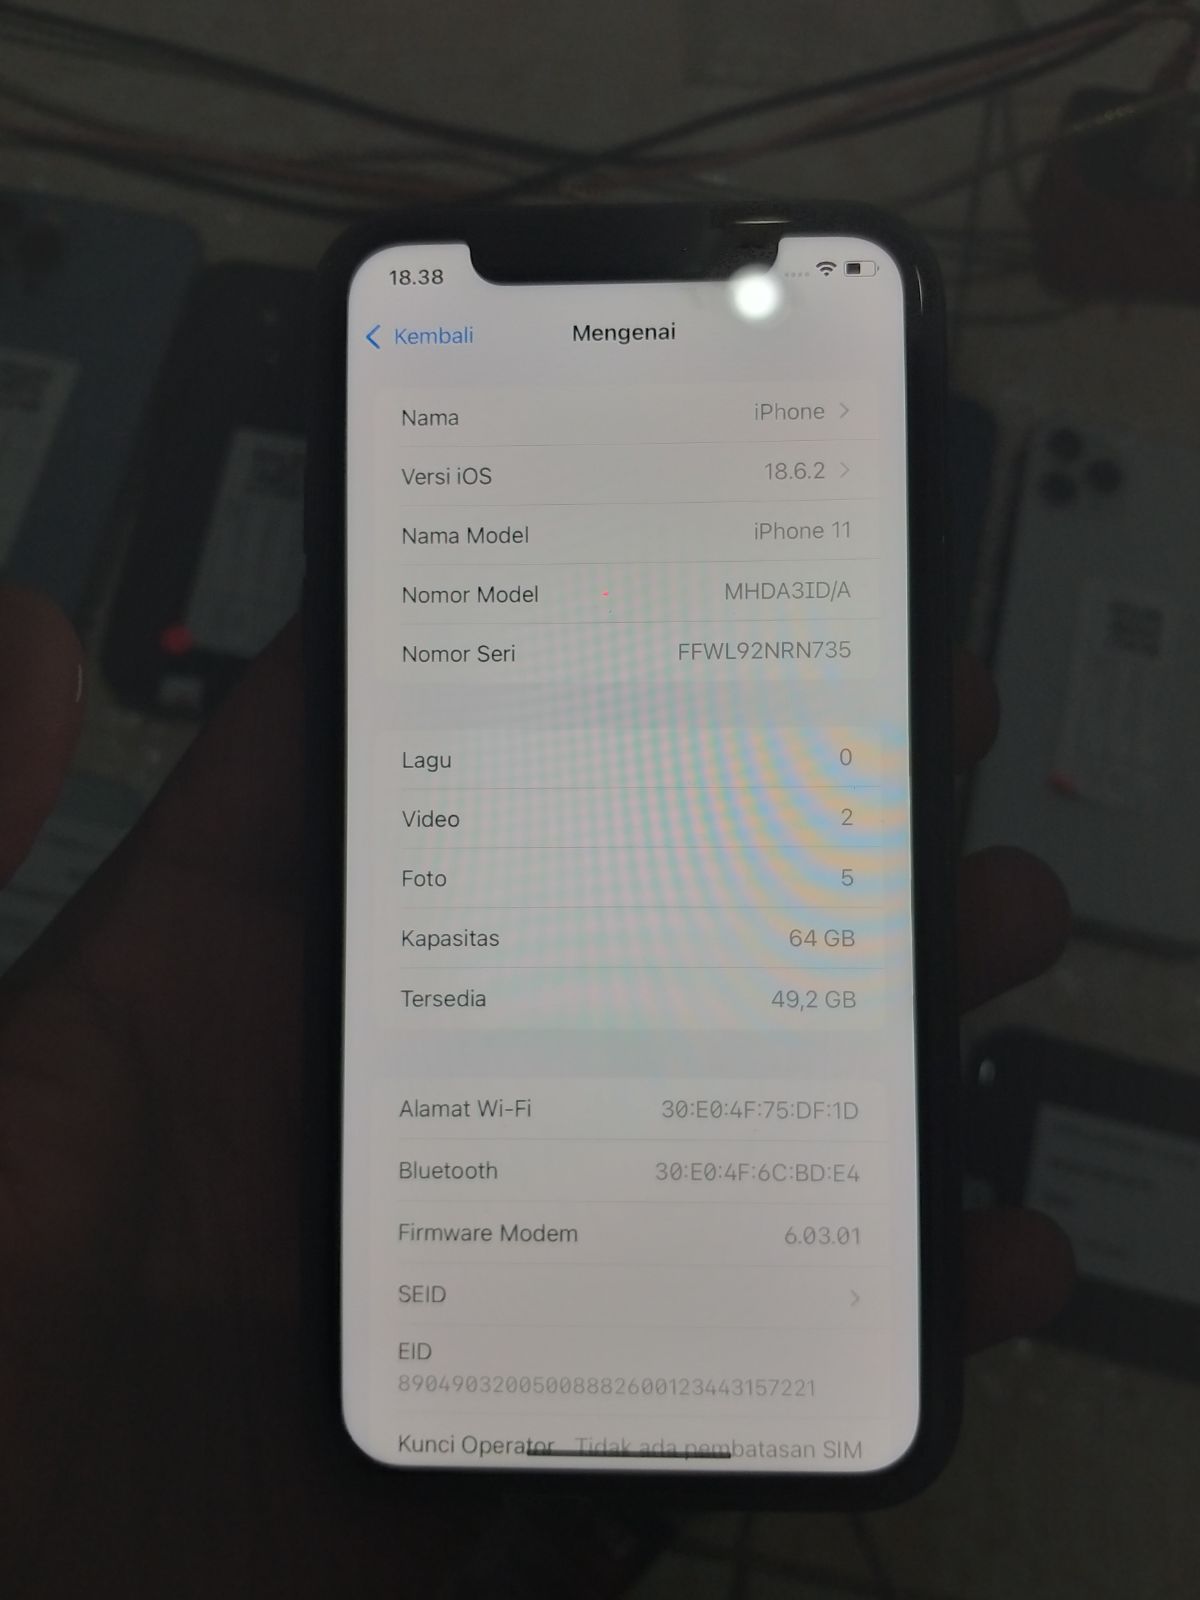 18.38
Kembali
Mengenai
Nama iPhone
Versi iOS 18.6.2
Nama Model iPhone 11
Nomor Model MHDA3ID/A
Nomor Seri FFWL92NRN735
Lagu 0
Video 2
Foto 5
Kapasitas 64 GB
Tersedia 49,2 GB
Alamat Wi-Fi 30:E0:4F:75:DF:1D
Bluetooth 30:E0:4F:6C:BD:E4
Firmware Modem 6.03.01
SEID
EID
89049032005008882600123443157221
Kunci Operator Tidak ada pembatasan SIM